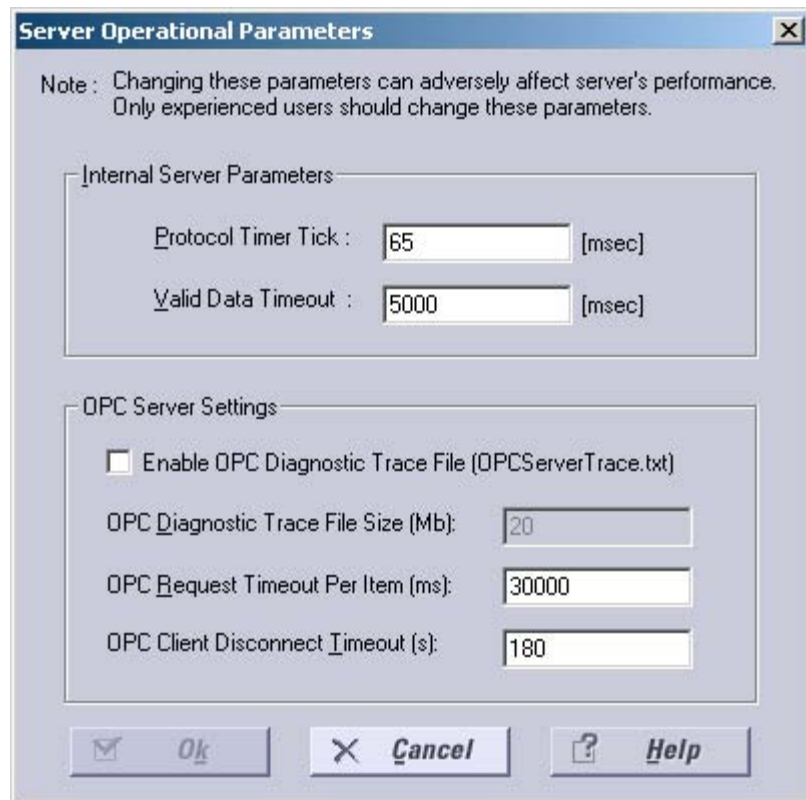 Server Operational Parameters
Note : Changing these parameters can adversely affect server's performance.
Only experienced users should change these parameters.
Internal Server Parameters
Protocol Timer Tick : 65 [msec]
Valid Data Timeout : 5000 [msec]
OPC Server Settings
Enable OPC Diagnostic Trace File (OPCServerTrace.txt)
OPC Diagnostic Trace File Size (Mb): 20
OPC Request Timeout Per Item (ms): 30000
OPC Client Disconnect Timeout (s): 180
Ok Cancel Help